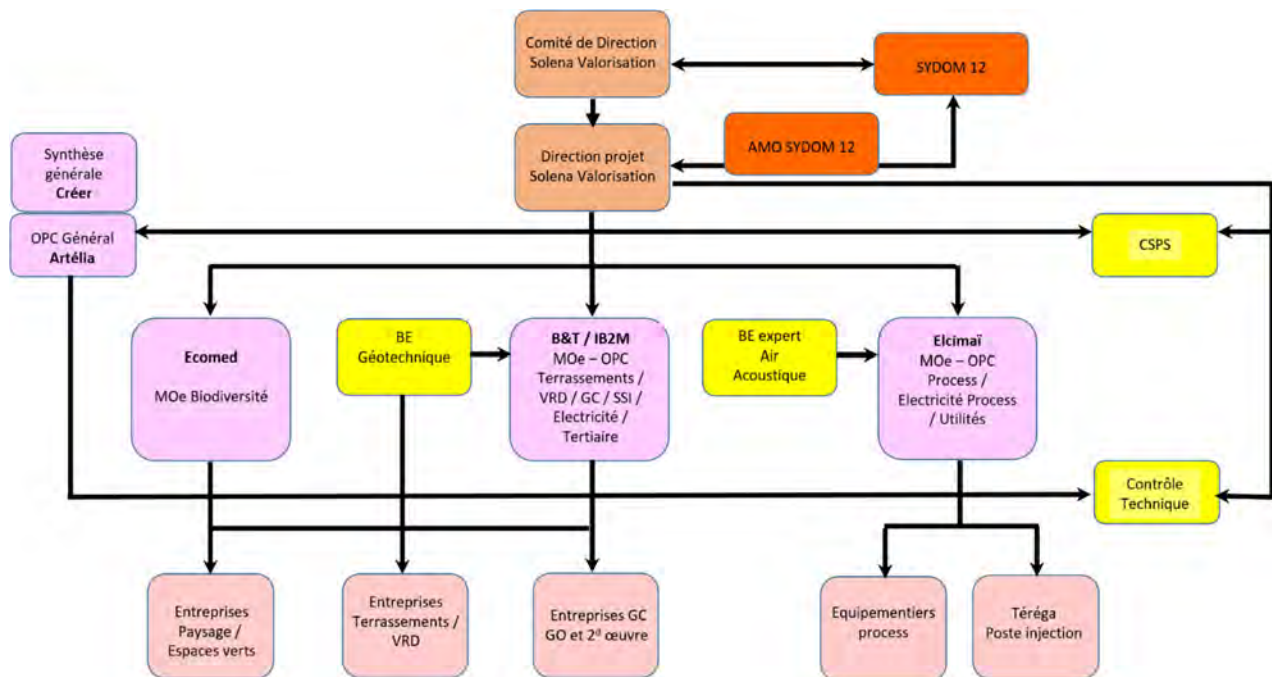 Comité de Direction
Solena Valorisation
SYDOM 12
AMO SYDOM 12
Direction projet
Solena Valorisation
Synthèse
générale
Créer
OPC Général
Artélia
CSPS
Ecomed
MOe Biodiversité
BE
Géotechnique
B&T / IB2M
MOe – OPC
Terrassements /
VRD / GC / SSI /
Electricité /
Tertiaire
BE expert
Air
Acoustique
Elcimaï
MOe – OPC
Process /
Electricité Process
/ Utilités
Contrôle
Technique
Entreprises
Paysage /
Espaces verts
Entreprises
Terrassements /
VRD
Entreprises GC
GO et 2d œuvre
Equipementiers
process
Téréga
Poste injection